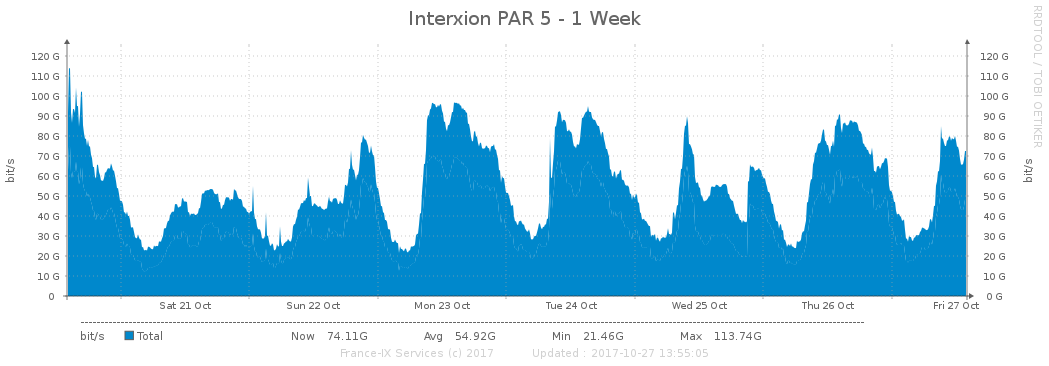 Interxion PAR 5 - 1 Week
RRDTOOL / TOBI OETIKER
bit/s
120 G 120 G
110 G 110 G
100 G 100 G
90 G 90 G
80 G 80 G
70 G 70 G
60 G 60 G
50 G 50 G
40 G 40 G
30 G 30 G
20 G 20 G
10 G 10 G
0 0 G
bit/s
Sat 21 Oct Sun 22 Oct Mon 23 Oct Tue 24 Oct Wed 25 Oct Thu 26 Oct Fri 27 Oct
bit/s Total Now 74.11G Avg 54.92G Min 21.46G Max 113.74G
France-IX Services (c) 2017 Updated : 2017-10-27 13:55:05